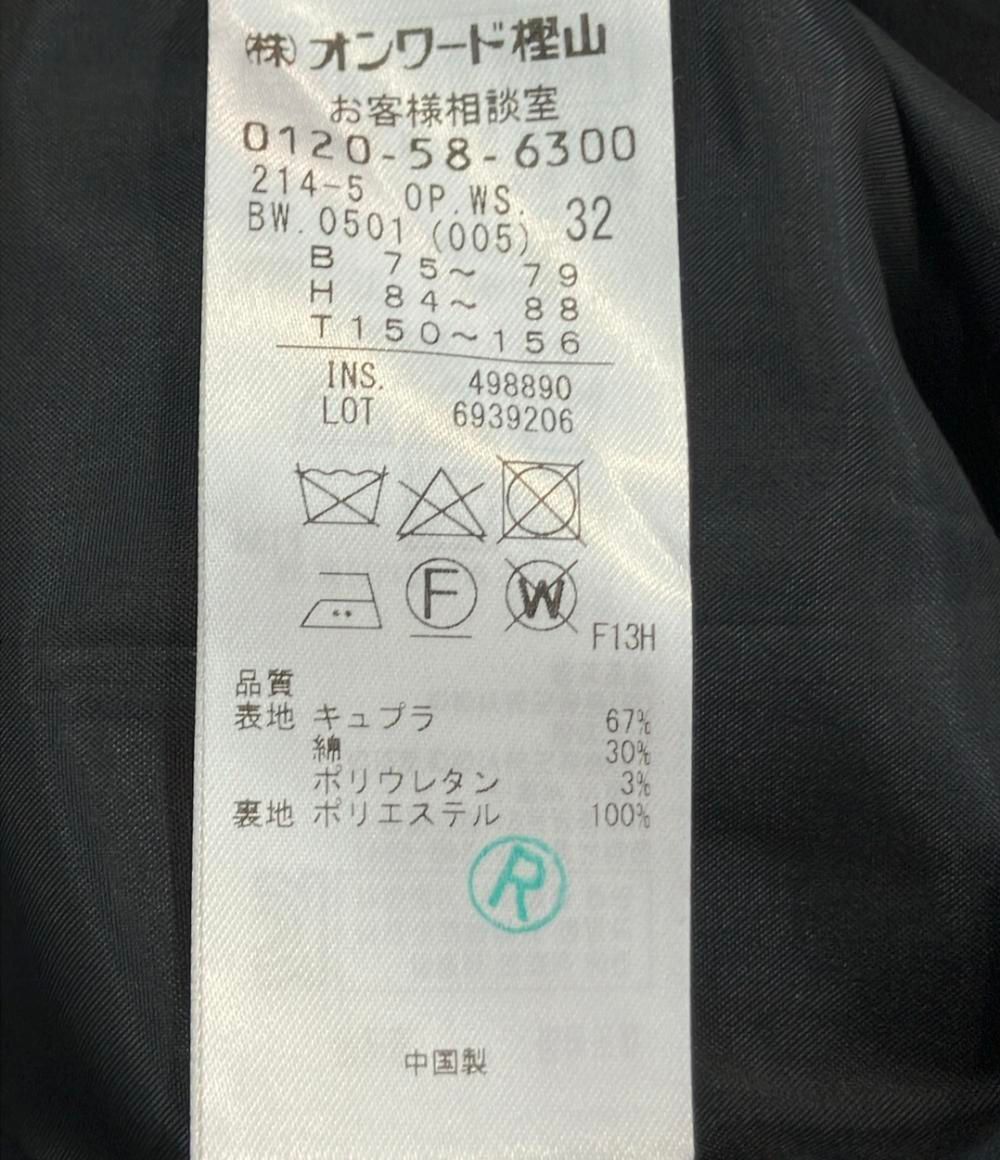 (株)オンワード樫山
お客様相談室
0120-58-6300
214-5 OP.WS. 32
BW.0501 (005)
B 75～ 79
H 84～ 88
T150～156
INS. 498890
LOT 6939206
F W
F13H
品質
表地 キュプラ 67%
綿 30%
ポリウレタン 3%
裏地 ポリエステル 100%
R
中国製